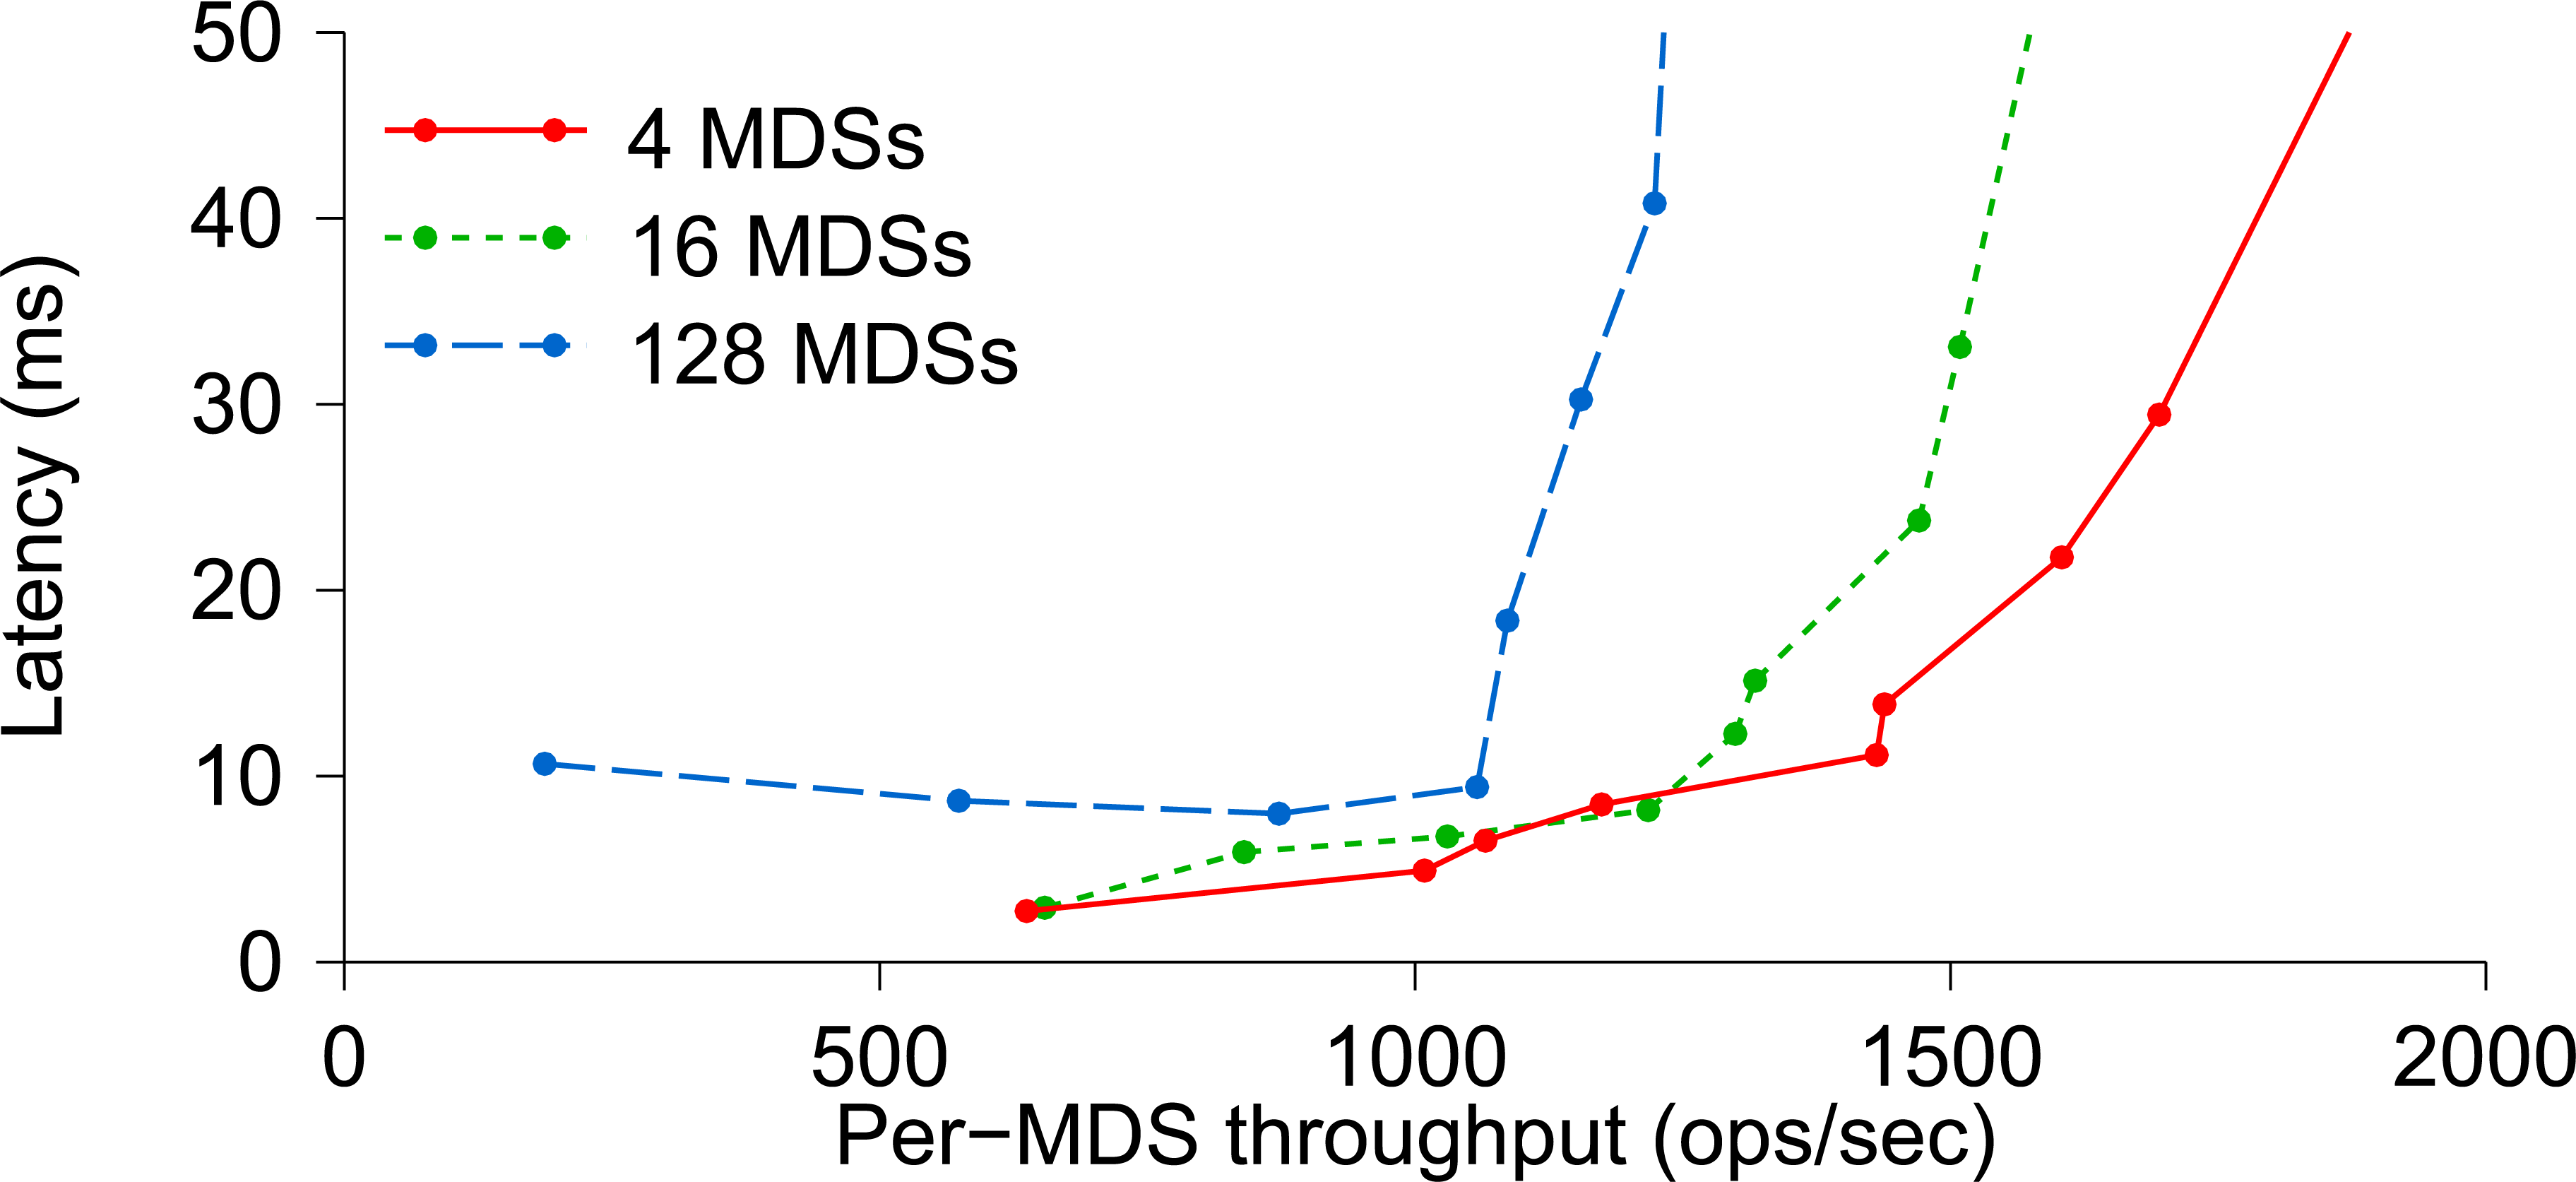 50
40
30
20
10
0
Latency (ms)
4 MDSs
16 MDSs
128 MDSs
0 500 1000 1500 2000
Per−MDS throughput (ops/sec)